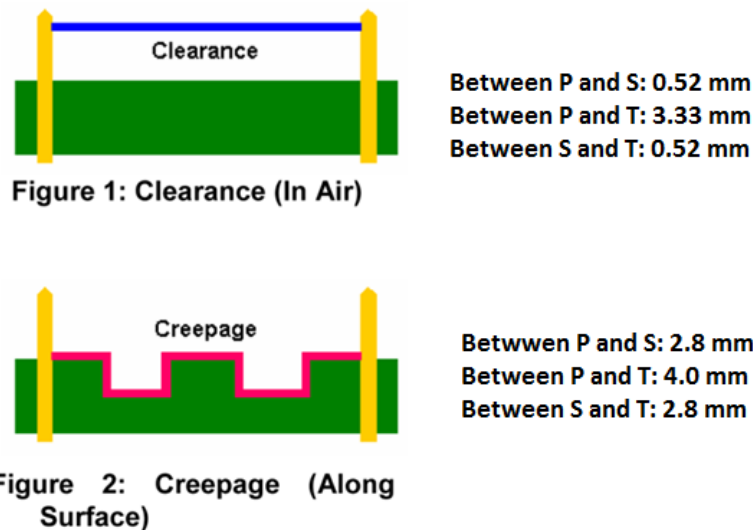 Clearance
Between P and S: 0.52 mm
Between P and T: 3.33 mm
Between S and T: 0.52 mm
Figure 1: Clearance (In Air)
Creepage
Betwwen P and S: 2.8 mm
Between P and T: 4.0 mm
Between S and T: 2.8 mm
Figure 2: Creepage (Along
Surface)